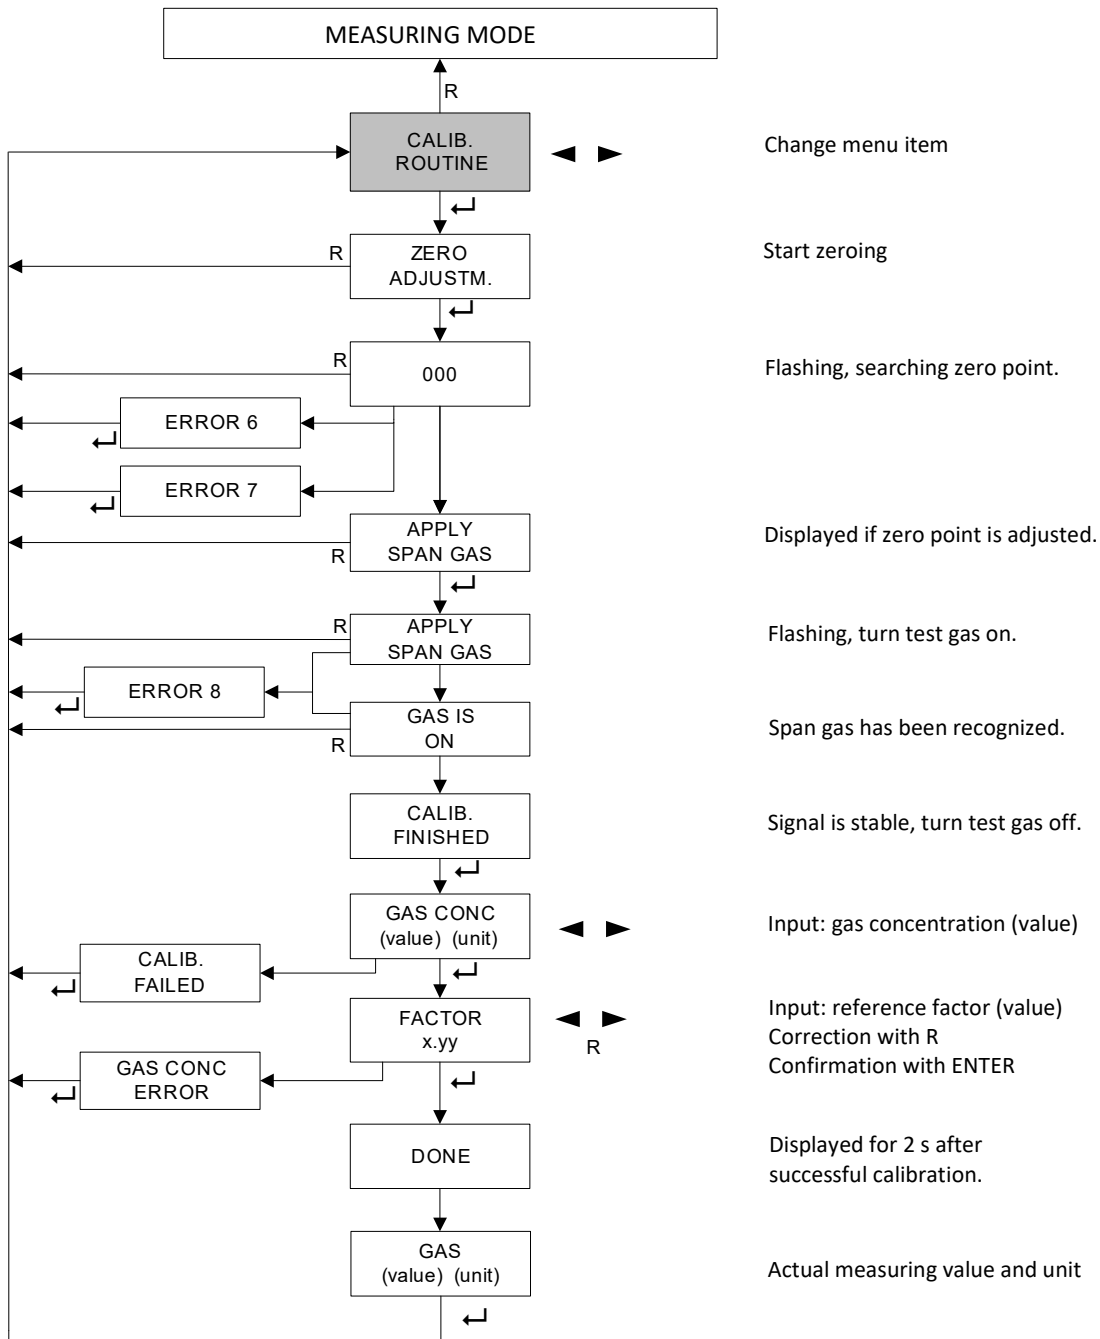 MEASURING MODE
R
CALIB.
ROUTINE
Change menu item
R
ZERO
ADJUSTM.
Start zeroing
R
000
Flashing, searching zero point.
ERROR 6
ERROR 7
APPLY
SPAN GAS
R
Displayed if zero point is adjusted.
R
APPLY
SPAN GAS
Flashing, turn test gas on.
ERROR 8
GAS IS
ON
R
Span gas has been recognized.
CALIB.
FINISHED
Signal is stable, turn test gas off.
GAS CONC
(value) (unit)
Input: gas concentration (value)
CALIB.
FAILED
FACTOR
x.yy
R
Input: reference factor (value)
Correction with R
Confirmation with ENTER
GAS CONC
ERROR
DONE
Displayed for 2 s after
successful calibration.
GAS
(value) (unit)
Actual measuring value and unit